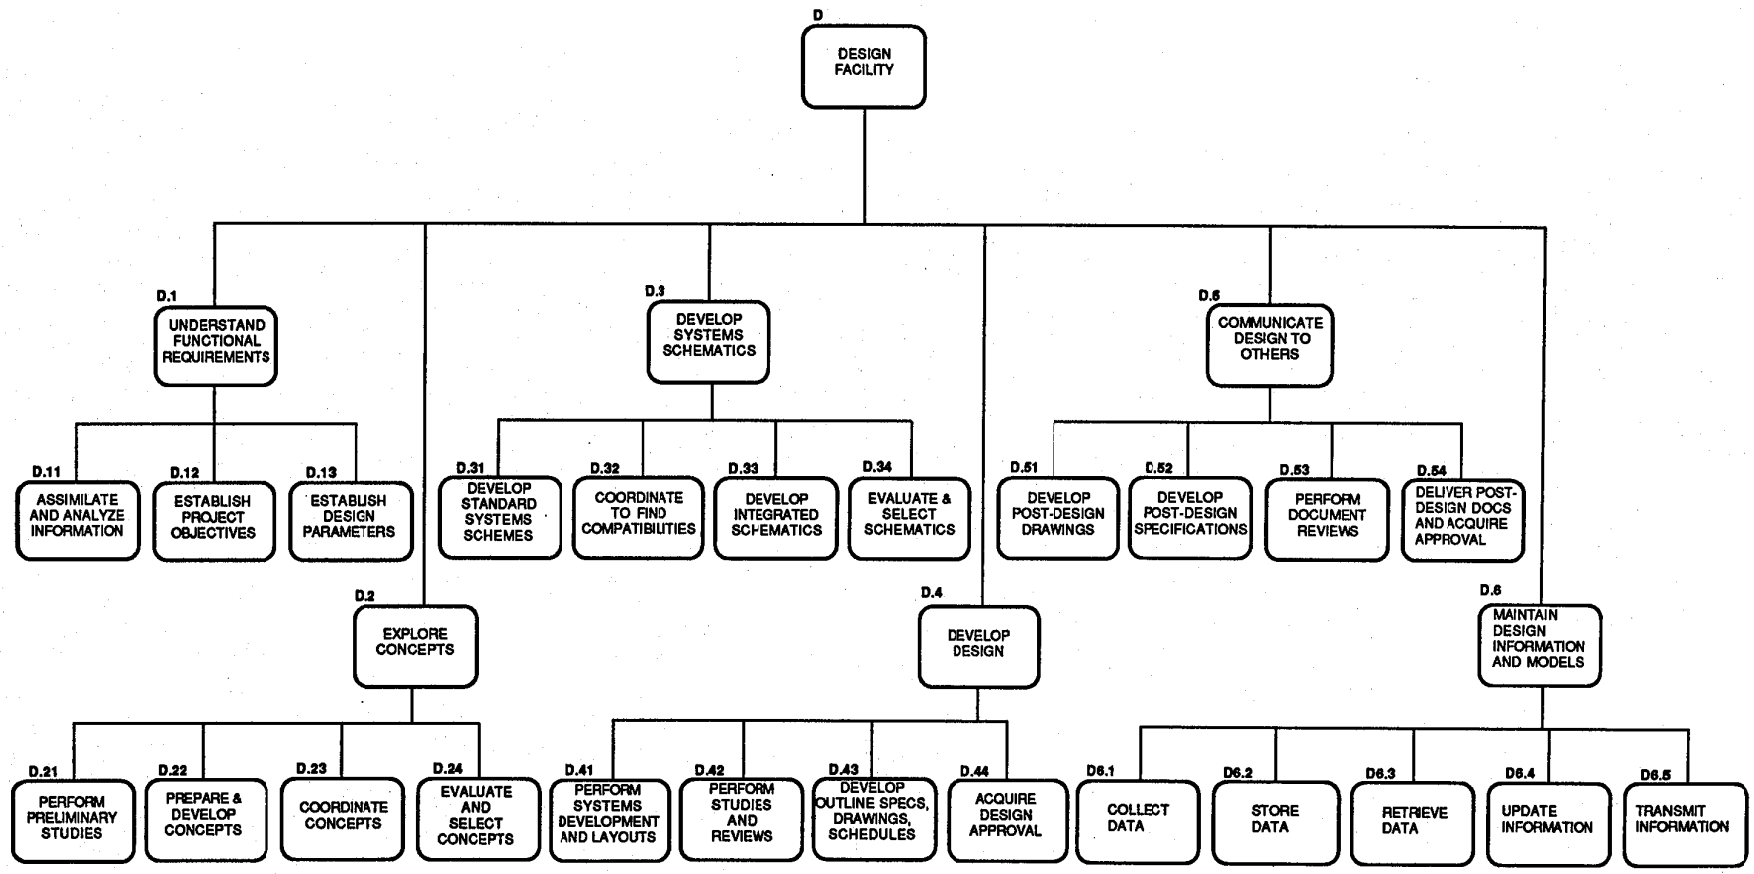 D
DESIGN
FACILITY
D.1
UNDERSTAND
FUNCTIONAL
REQUIREMENTS
D.3
DEVELOP
SYSTEMS
SCHEMATICS
D.5
COMMUNICATE
DESIGN TO
OTHERS
D.11
ASSIMILATE
AND ANALYZE
INFORMATION
D.12
ESTABLISH
PROJECT
OBJECTIVES
D.13
ESTABLISH
DESIGN
PARAMETERS
D.31
DEVELOP
STANDARD
SYSTEMS
SCHEMES
D.32
COORDINATE
TO FIND
COMPATIBILITIES
D.33
DEVELOP
INTEGRATED
SCHEMATICS
D.34
EVALUATE &
SELECT
SCHEMATICS
D.51
DEVELOP
POST-DESIGN
DRAWINGS
D.52
DEVELOP
POST-DESIGN
SPECIFICATIONS
D.53
PERFORM
DOCUMENT
REVIEWS
D.54
DELIVER POST-
DESIGN DOCS
AND ACQUIRE
APPROVAL
D.2
EXPLORE
CONCEPTS
D.4
DEVELOP
DESIGN
D.6
MAINTAIN
DESIGN
INFORMATION
AND MODELS
D.21
PERFORM
PRELIMINARY
STUDIES
D.22
PREPARE &
DEVELOP
CONCEPTS
D.23
COORDINATE
CONCEPTS
D.24
EVALUATE
AND
SELECT
CONCEPTS
D.41
PERFORM
SYSTEMS
DEVELOPMENT
AND LAYOUTS
D.42
PERFORM
STUDIES
AND
REVIEWS
D.43
DEVELOP
OUTLINE SPECS,
DRAWINGS,
SCHEDULES
D.44
ACQUIRE
DESIGN
APPROVAL
D6.1
COLLECT
DATA
D6.2
STORE
DATA
D6.3
RETRIEVE
DATA
D6.4
UPDATE
INFORMATION
D6.5
TRANSMIT
INFORMATION